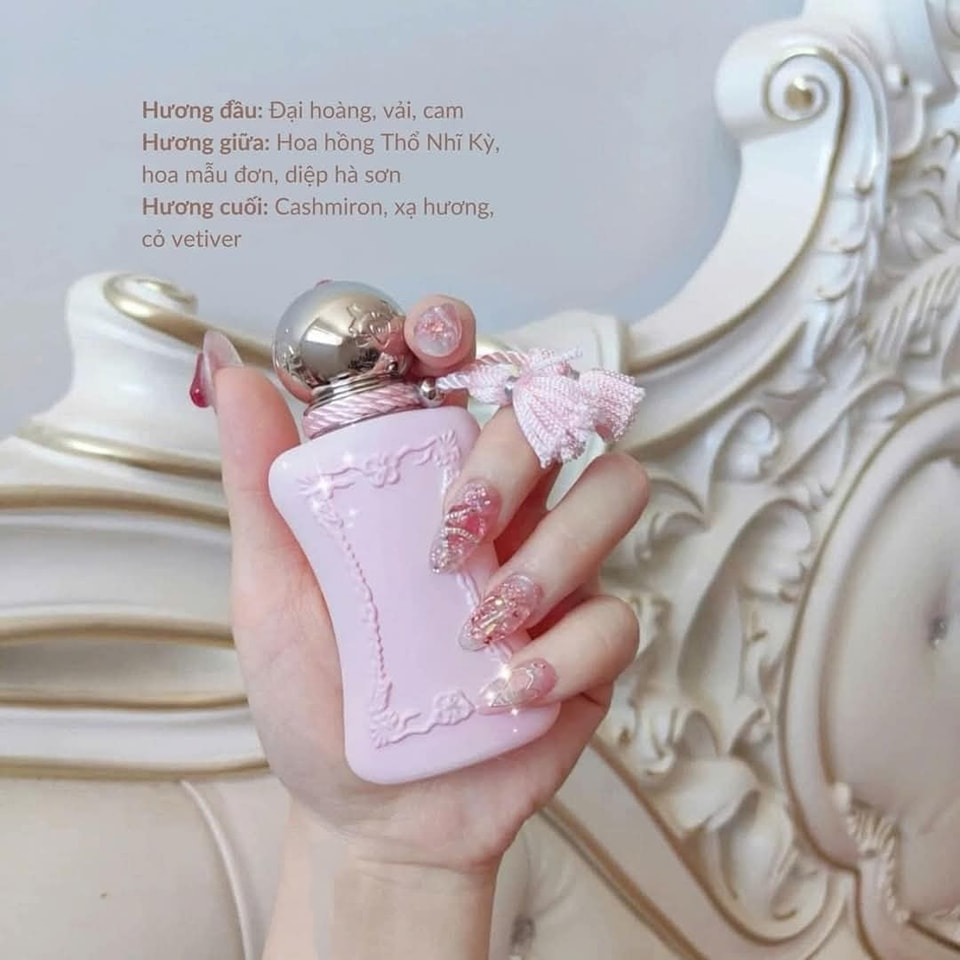 Hương đầu: Đại hoàng, vải, cam
Hương giữa: Hoa hồng Thổ Nhĩ Kỳ,
hoa mẫu đơn, diệp hà sơn
Hương cuối: Cashmiron, xạ hương,
cỏ vetiver